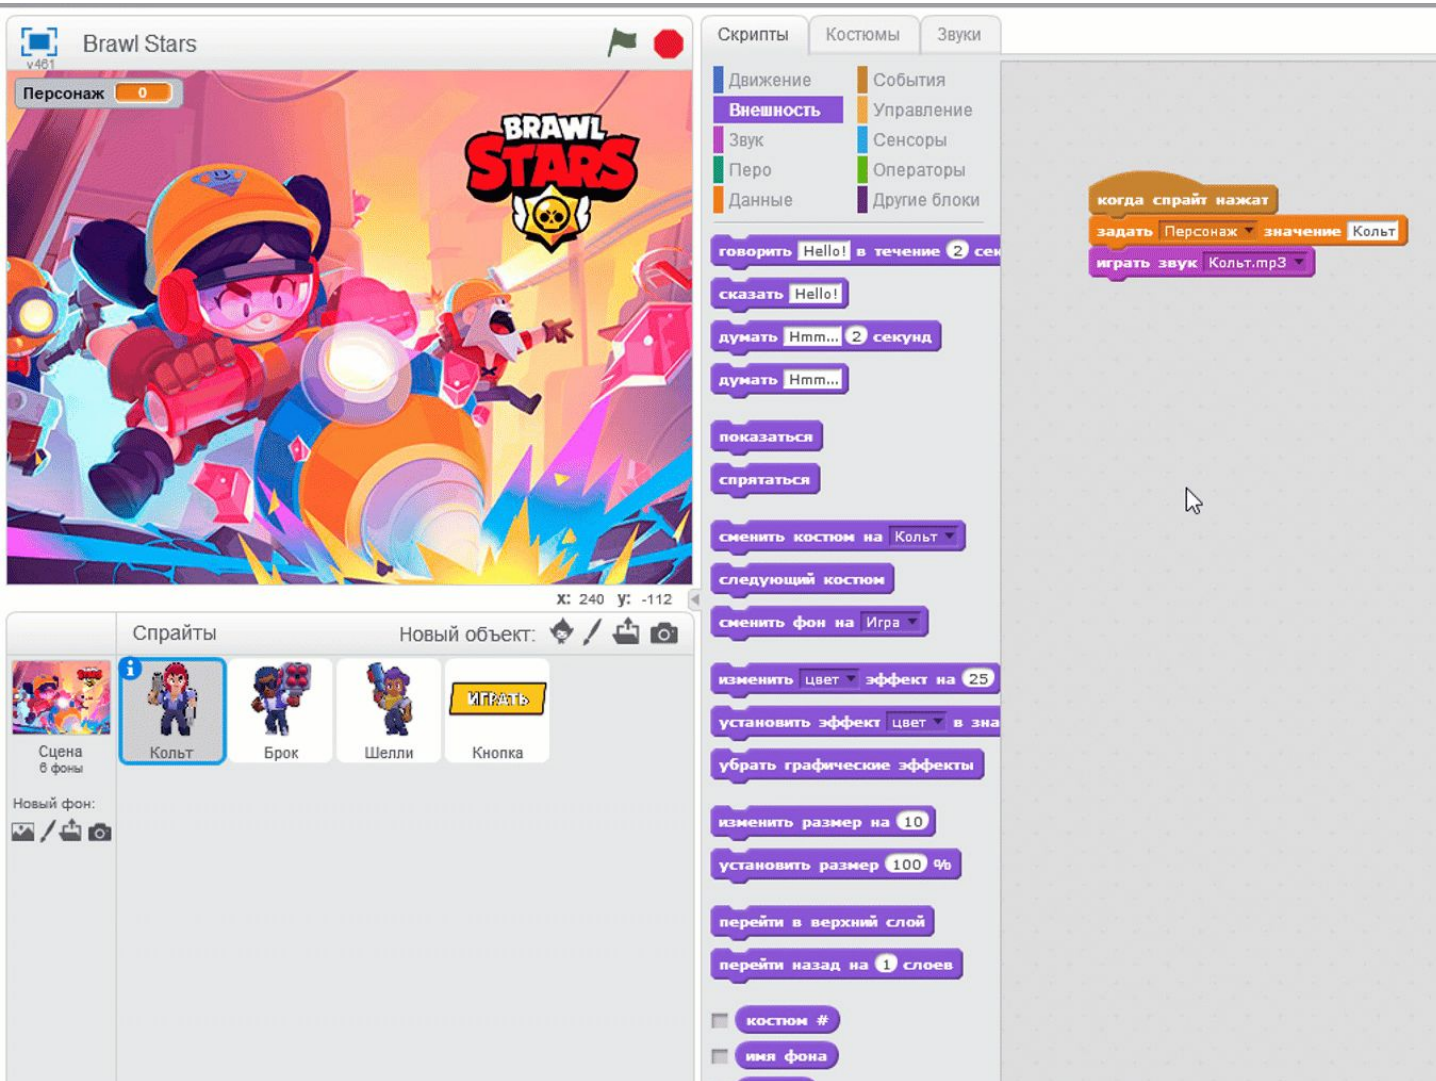 Brawl Stars
v461
Персонаж 0
BRAWL
STARS
x: 240 y: -112
Спрайты
Новый объект:
Сцена
6 фоны
Новый фон:
Кольт
Брок
Шелли
ИГРАТЬ
Кнопка
Скрипты
Костюмы
Звуки
Движение
События
Внешность
Управление
Звук
Сенсоры
Перо
Операторы
Данные
Другие блоки
говорить Hello! в течение 2 сек
сказать Hello!
думать Hmm... 2 секунд
думать Hmm...
показаться
спрятаться
сменить костюм на Кольт
следующий костюм
сменить фон на Игра
изменить цвет эффект на 25
установить эффект цвет в зна
убрать графические эффекты
изменить размер на 10
установить размер 100 %
перейти в верхний слой
перейти назад на 1 слоев
костюм #
имя фона
когда спрайт нажат
задать Персонаж значение Кольт
играть звук Кольт.mp3